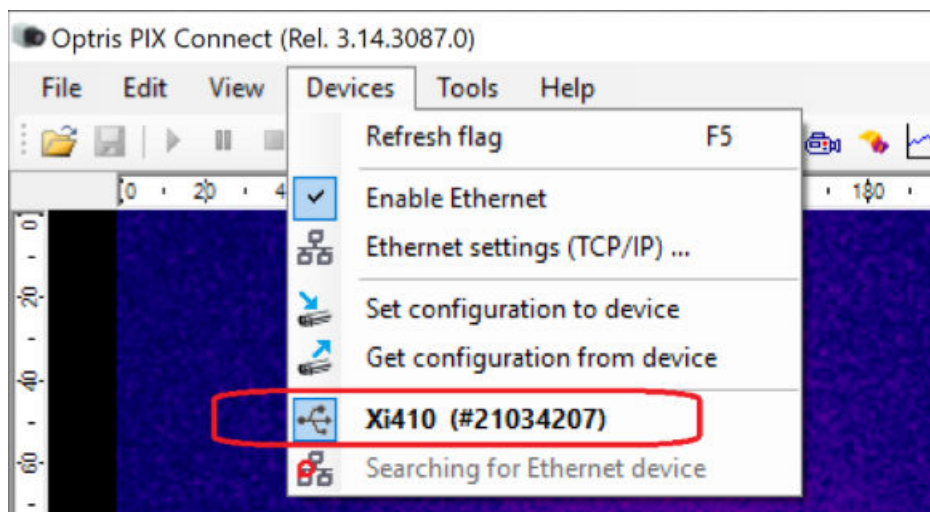 Optris PIX Connect (Rel. 3.14.3087.0)
File Edit View Devices Tools Help
Refresh flag F5
0 20 4 180
Enable Ethernet
0
Ethernet settings (TCP/IP) ...
20
Set configuration to device
Get configuration from device
40
Xi410 (#21034207)
60
Searching for Ethernet device